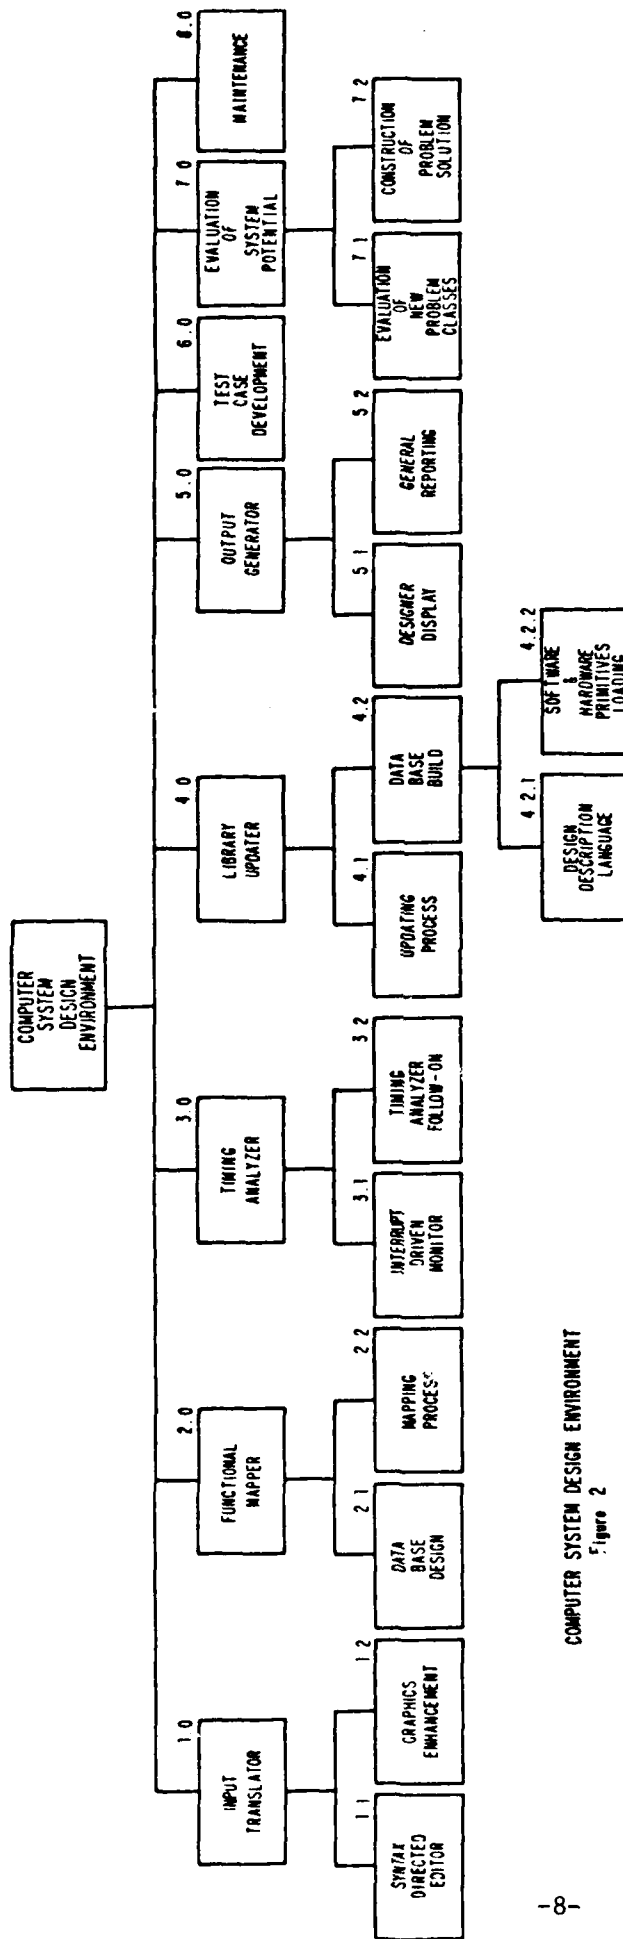 COMPUTER
SYSTEM
DESIGN
ENVIRONMENT
1.0
INPUT
TRANSLATOR
2.0
FUNCTIONAL
MAPPER
3.0
TIMING
ANALYZER
4.0
LIBRARY
UPDATER
5.0
OUTPUT
GENERATOR
6.0
TEST
CASE
DEVELOPMENT
7 0
EVALUATION
OF
SYSTEM
POTENTIAL
8.0
MAINTENANCE
1 1
SYNTAX
DIRECTED
EDITOR
1 2
GRAPHICS
ENHANCEMENT
2 1
DATA
BASE
DESIGN
2 2
MAPPING
PROCESS
3.1
INTERRUPT
DRIVEN
MONITOR
3 2
TIMING
ANALYZER
FOLLOW-ON
4.1
UPDATING
PROCESS
4.2
DATA
BASE
BUILD
5 1
DESIGNER
DISPLAY
5 2
GENERAL
REPORTING
7 1
EVALUATION
OF
NEW
PROBLEM
CLASSES
7 2
CONSTRUCTION
OF
PROBLEM
SOLUTION
4 2.1
DESIGN
DESCRIPTION
LANGUAGE
4.2.2
SOFTWARE
&
HARDWARE
PRIMITIVES
LOADING
COMPUTER SYSTEM DESIGN ENVIRONMENT
Figure 2
-8-